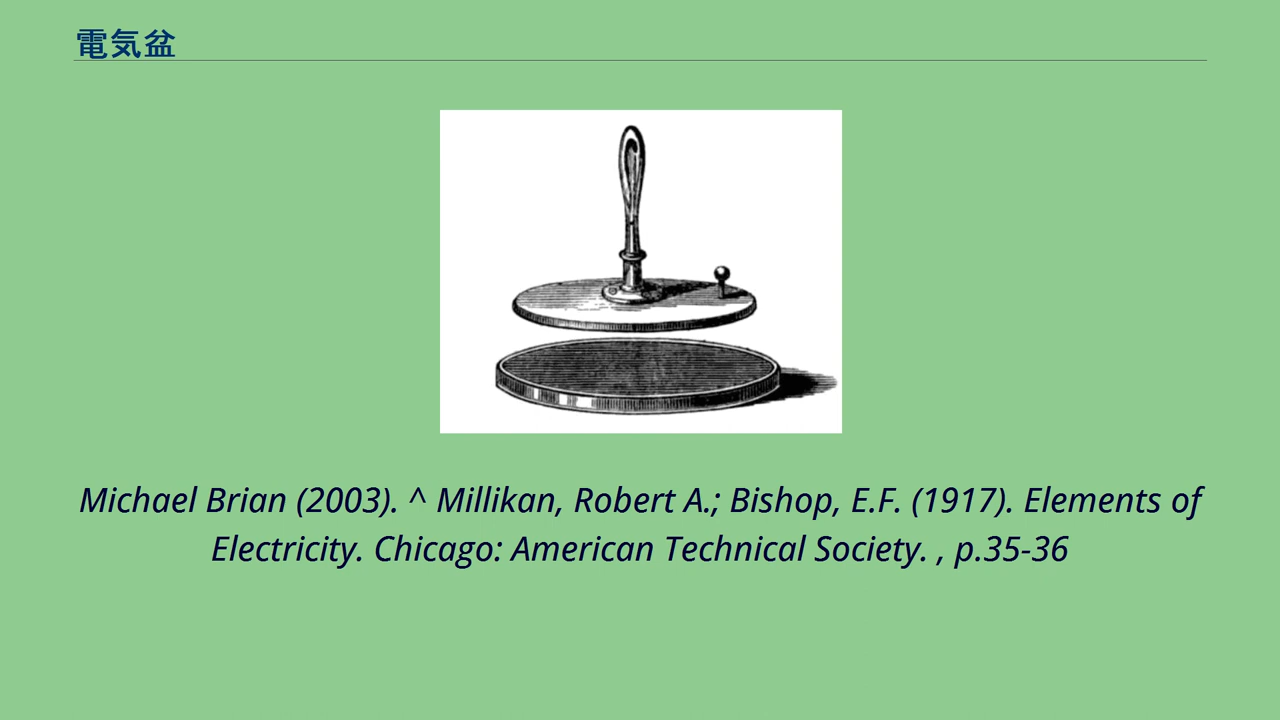 電気盆
Michael Brian (2003). ^ Millikan, Robert A.; Bishop, E.F. (1917). Elements of
Electricity. Chicago: American Technical Society. , p.35-36